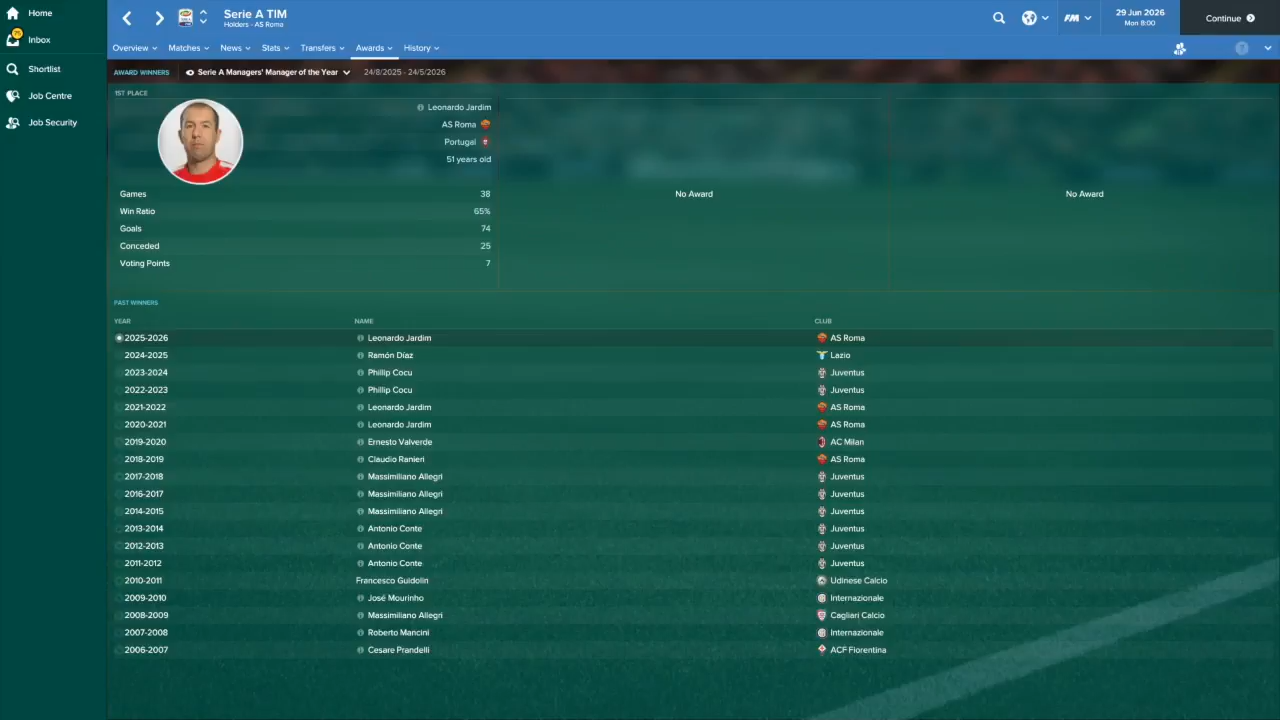 Home
Inbox
Shortlist
Job Centre
Job Security
Serie A TIM
Holders - AS Roma
FM
29 Jun 2026
Mon 8:00
Continue
Overview Matches News Stats Transfers Awards History
AWARD WINNERS Serie A Managers' Manager of the Year 24/8/2025 - 24/5/2026
1ST PLACE
Leonardo Jardim
AS Roma
Portugal
51 years old
Games 38
Win Ratio 65%
Goals 74
Conceded 25
Voting Points 7
No Award
No Award
PAST WINNERS
YEAR NAME CLUB
2025-2026 Leonardo Jardim AS Roma
2024-2025 Ramón Díaz Lazio
2023-2024 Phillip Cocu Juventus
2022-2023 Phillip Cocu Juventus
2021-2022 Leonardo Jardim AS Roma
2020-2021 Leonardo Jardim AS Roma
2019-2020 Ernesto Valverde AC Milan
2018-2019 Claudio Ranieri AS Roma
2017-2018 Massimiliano Allegri Juventus
2016-2017 Massimiliano Allegri Juventus
2014-2015 Massimiliano Allegri Juventus
2013-2014 Antonio Conte Juventus
2012-2013 Antonio Conte Juventus
2011-2012 Antonio Conte Juventus
2010-2011 Francesco Guidolin Udinese Calcio
2009-2010 José Mourinho Internazionale
2008-2009 Massimiliano Allegri Cagliari Calcio
2007-2008 Roberto Mancini Internazionale
2006-2007 Cesare Prandelli ACF Fiorentina